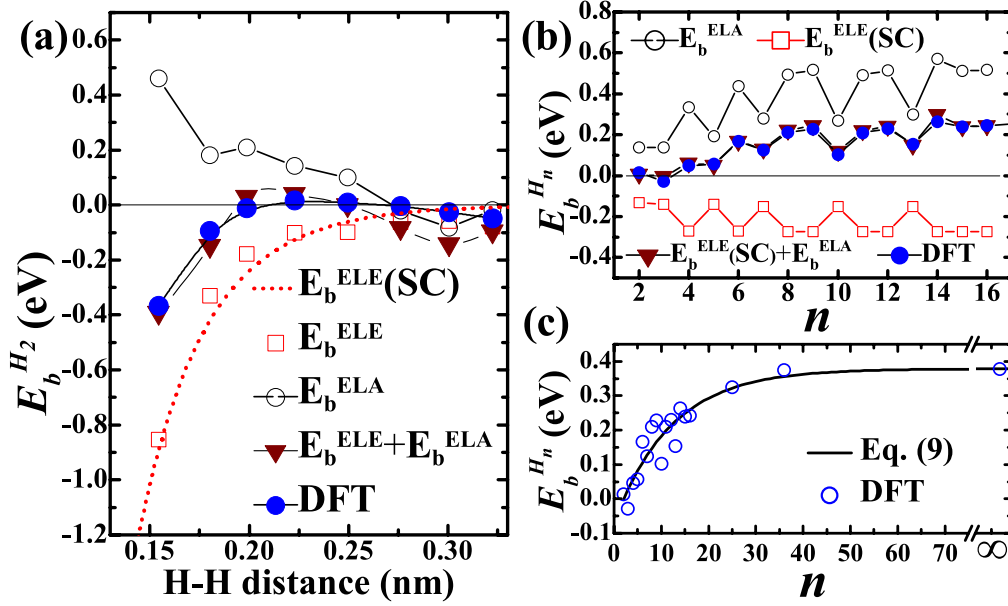 (a)
E_b^{H_2} (eV)
0.6
0.4
0.2
0.0
-0.2
-0.4
-0.6
-0.8
-1.0
-1.2
E_b^{ELE}(SC)
E_b^{ELE}
E_b^{ELA}
E_b^{ELE}+E_b^{ELA}
DFT
0.15 0.20 0.25 0.30
H-H distance (nm)
(b)
E_b^{H_n} (eV)
0.8
0.6
0.4
0.2
0.0
-0.2
-0.4
E_b^{ELA} E_b^{ELE}(SC)
E_b^{ELE}(SC)+E_b^{ELA} DFT
2 4 6 8 10 12 14 16
n
(c)
E_b^{H_n} (eV)
0.4
0.3
0.2
0.1
0.0
-0.1
Eq. (9)
DFT
0 10 20 30 40 50 60 70 ∞
n